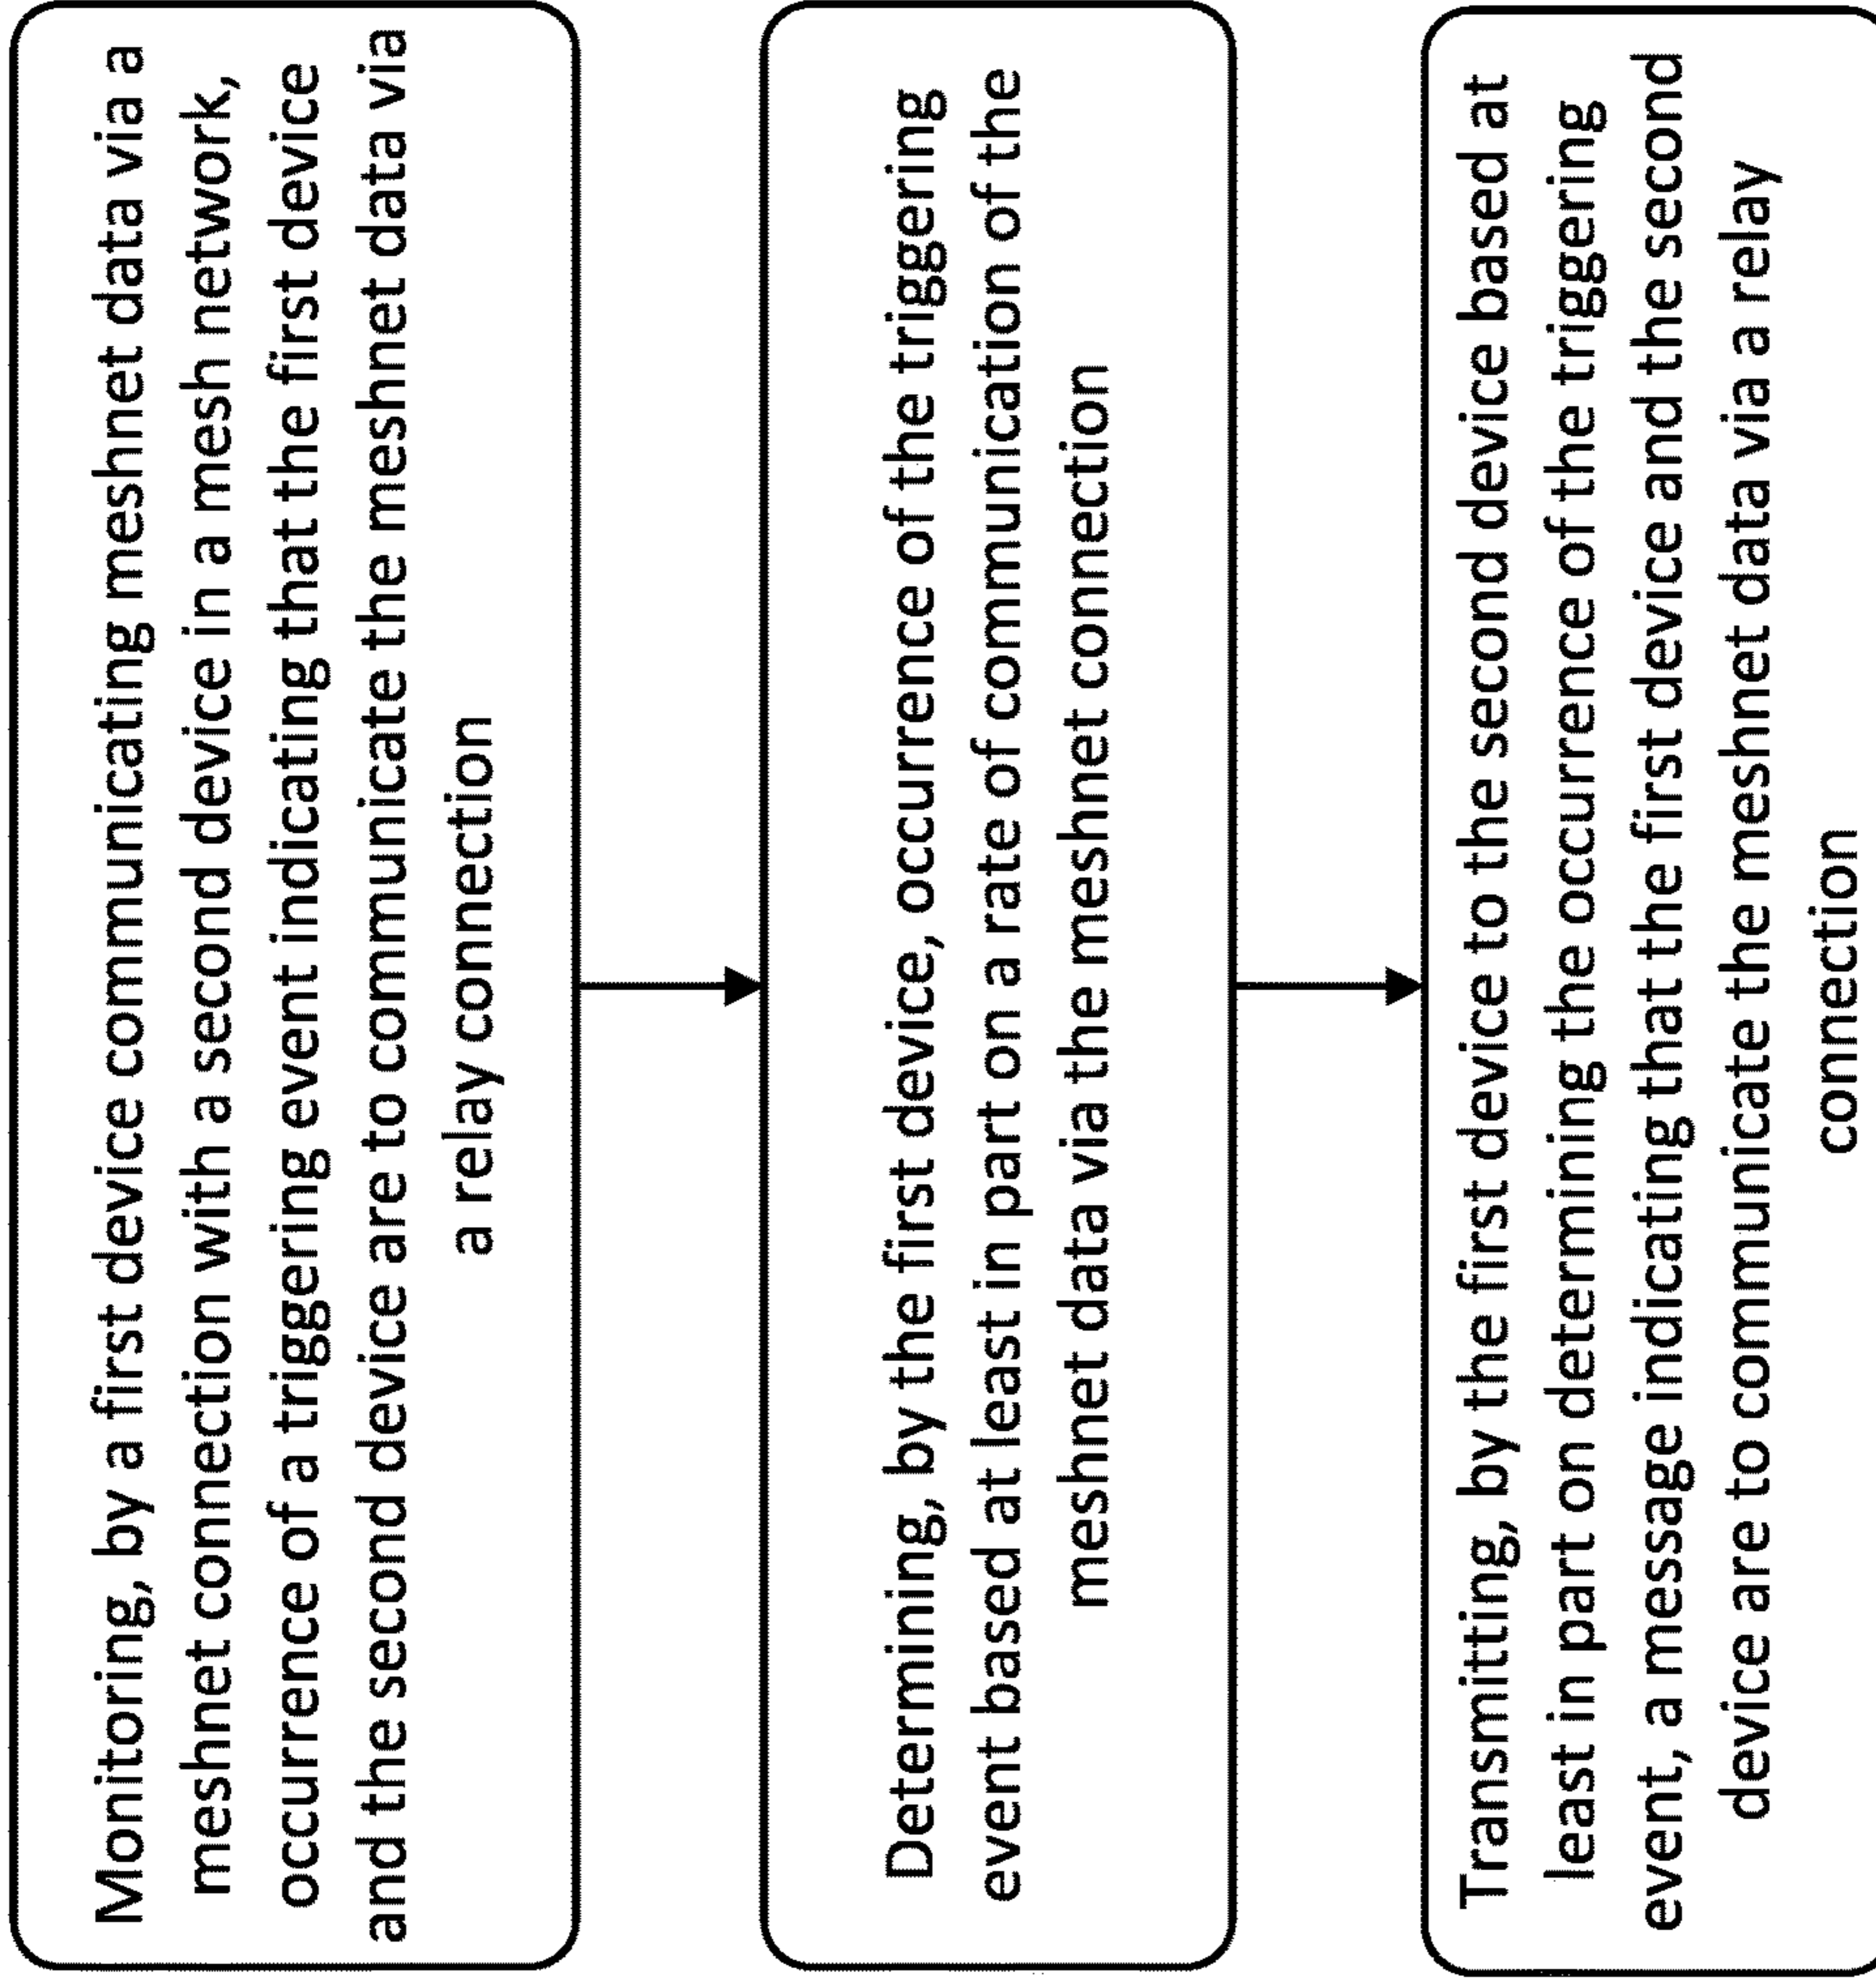 Monitoring, by a first device communicating meshnet data via a
meshnet connection with a second device in a mesh network,
occurrence of a triggering event indicating that the first device
and the second device are to communicate the meshnet data via
a relay connection
Determining, by the first device, occurrence of the triggering
event based at least in part on a rate of communication of the
meshnet data via the meshnet connection
Transmitting, by the first device to the second device based at
least in part on determining the occurrence of the triggering
event, a message indicating that the first device and the second
device are to communicate the meshnet data via a relay
connection